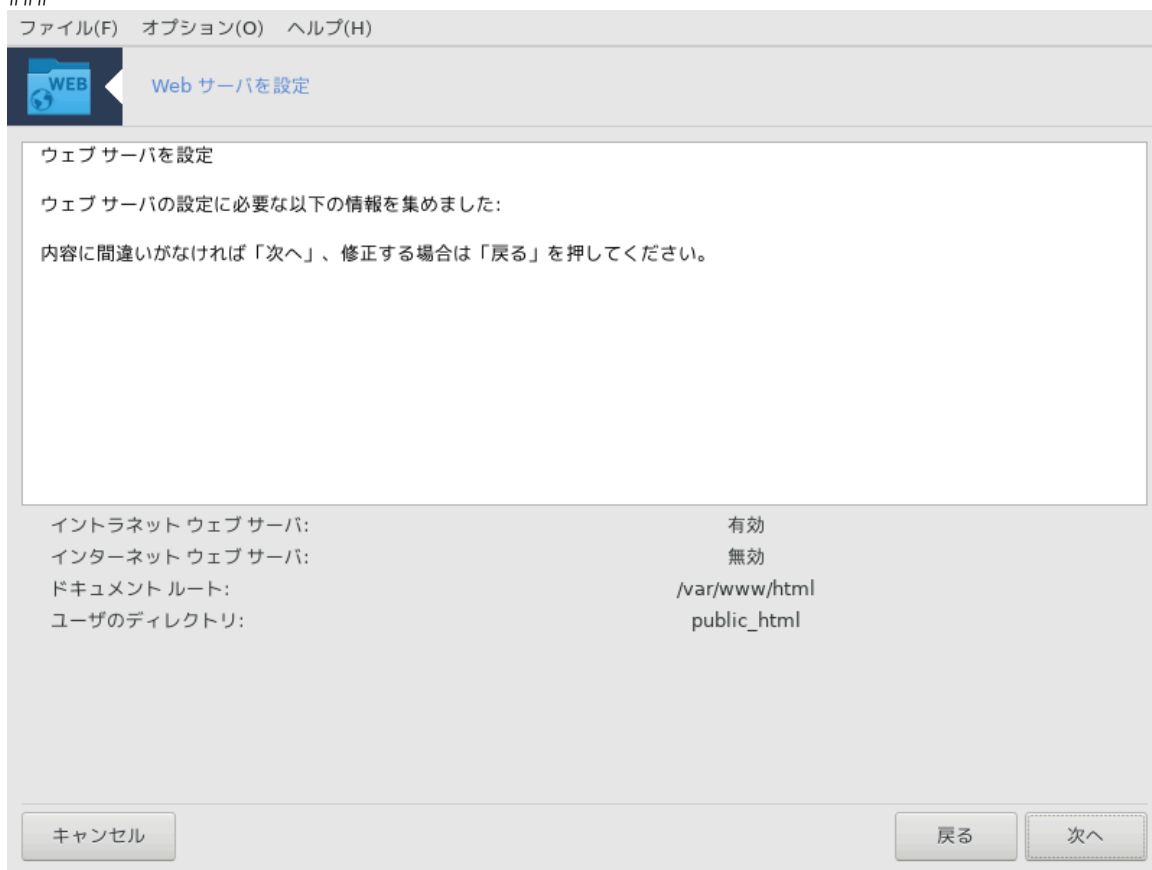 ファイル(F) オプション(O) ヘルプ(H)
WEB
Web サーバを設定
ウェブ サーバを設定
ウェブ サーバの設定に必要な以下の情報を集めました:
内容に間違いがなければ「次へ」、修正する場合は「戻る」を押してください。
イントラネット ウェブ サーバ: 有効
インターネット ウェブ サーバ: 無効
ドキュメント ルート: /var/www/html
ユーザのディレクトリ: public_html
キャンセル 戻る 次へ